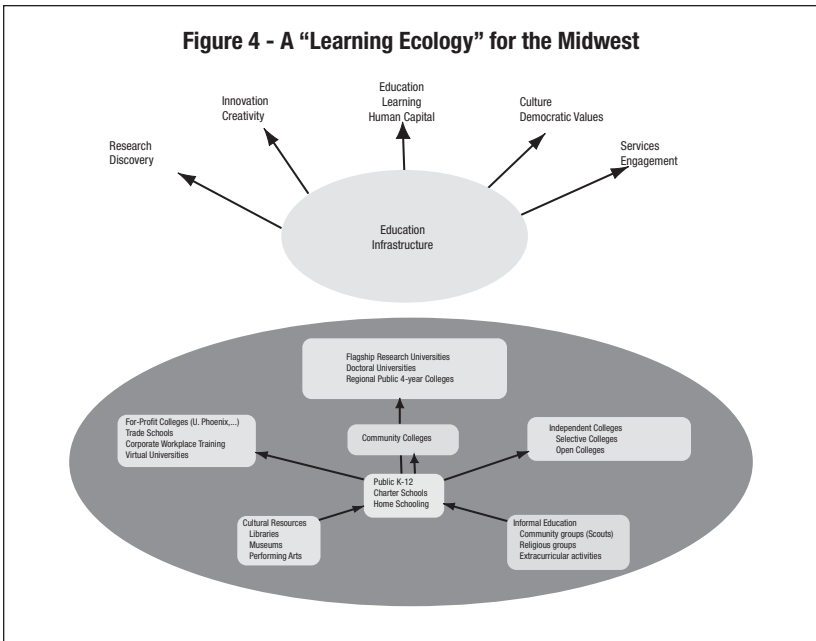 Figure 4 - A “Learning Ecology” for the Midwest
Research
Discovery
Innovation
Creativity
Education
Learning
Human Capital
Culture
Democratic Values
Services
Engagement
Education
Infrastructure
Flagship Research Universities
Doctoral Universities
Regional Public 4-year Colleges
For-Profit Colleges (U. Phoenix,...)
Trade Schools
Corporate Workplace Training
Virtual Universities
Community Colleges
Independent Colleges
Selective Colleges
Open Colleges
Public K-12
Charter Schools
Home Schooling
Cultural Resources
Libraries
Museums
Performing Arts
Informal Education
Community groups (Scouts)
Religious groups
Extracurricular activities